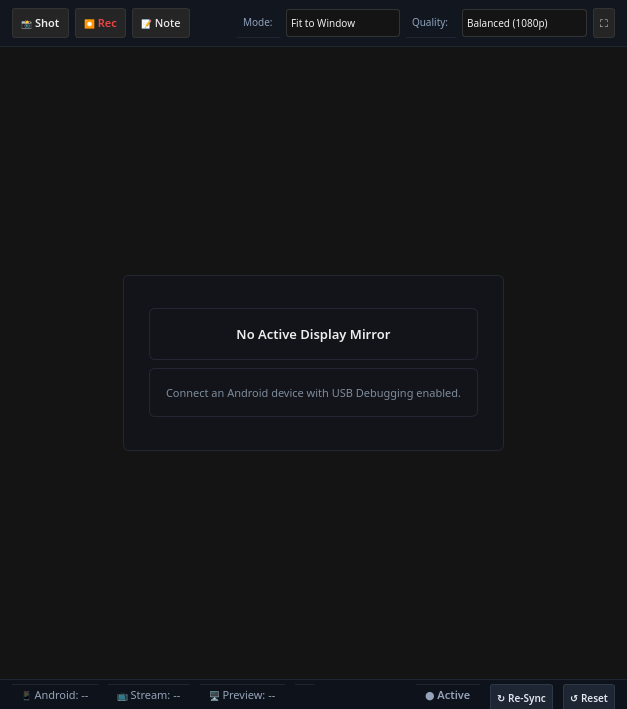 Shot
Rec
Note
Mode:
Fit to Window
Quality:
Balanced (1080p)
No Active Display Mirror
Connect an Android device with USB Debugging enabled.
Android: --
Stream: --
Preview: --
Active
Re-Sync
Reset